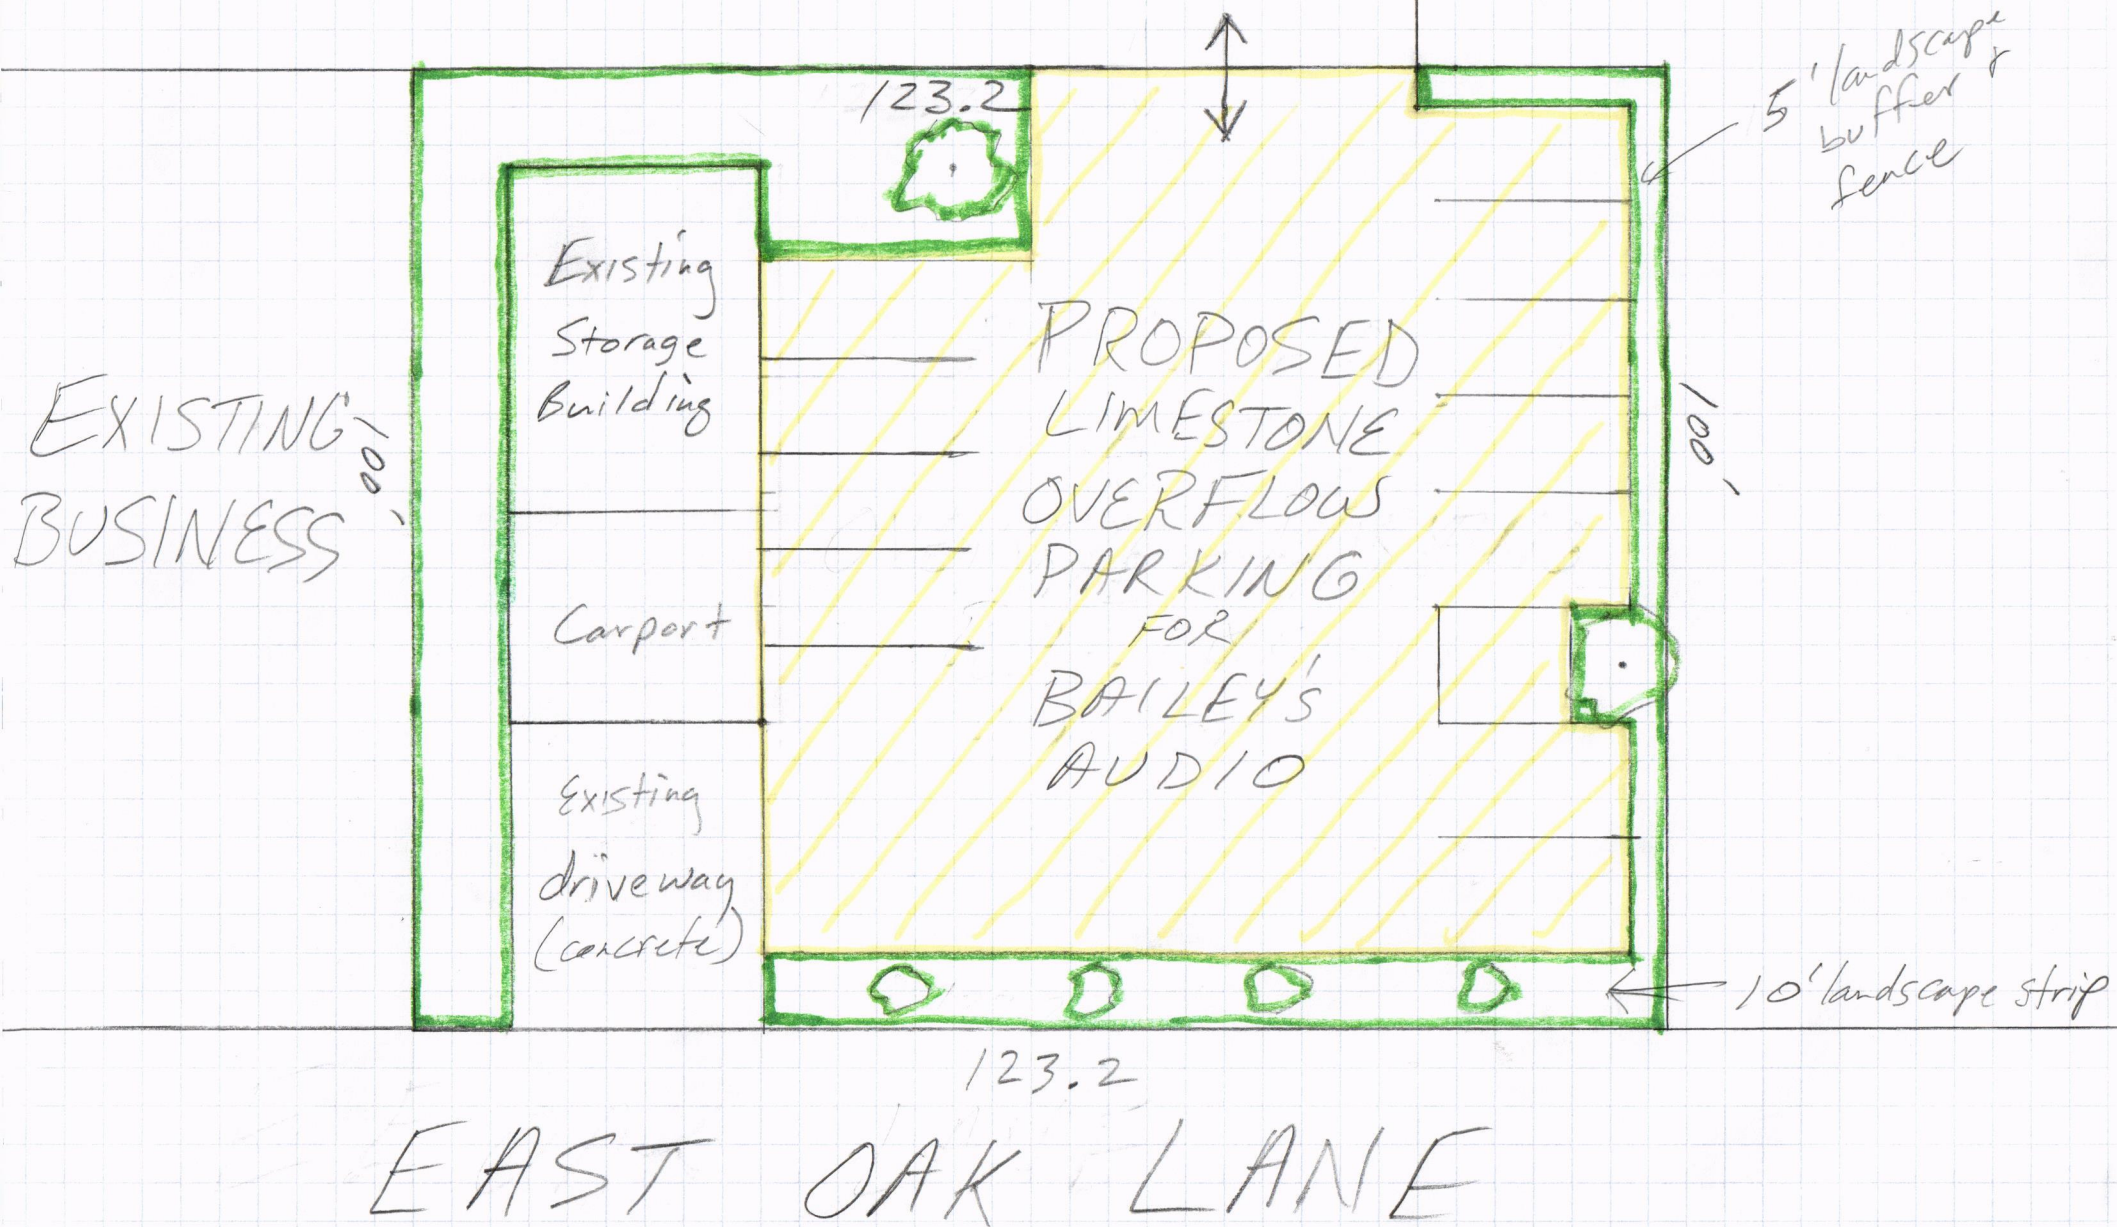 123.2
5' landscape
buffer &
fence
Existing
Storage
Building
Carport
Existing
driveway
(concrete)
EXISTING
BUSINESS
100'
PROPOSED
LIMESTONE
OVERFLOW
PARKING
FOR
BAILEY'S
AUDIO
100'
10' landscape strip
123.2
EAST OAK LANE